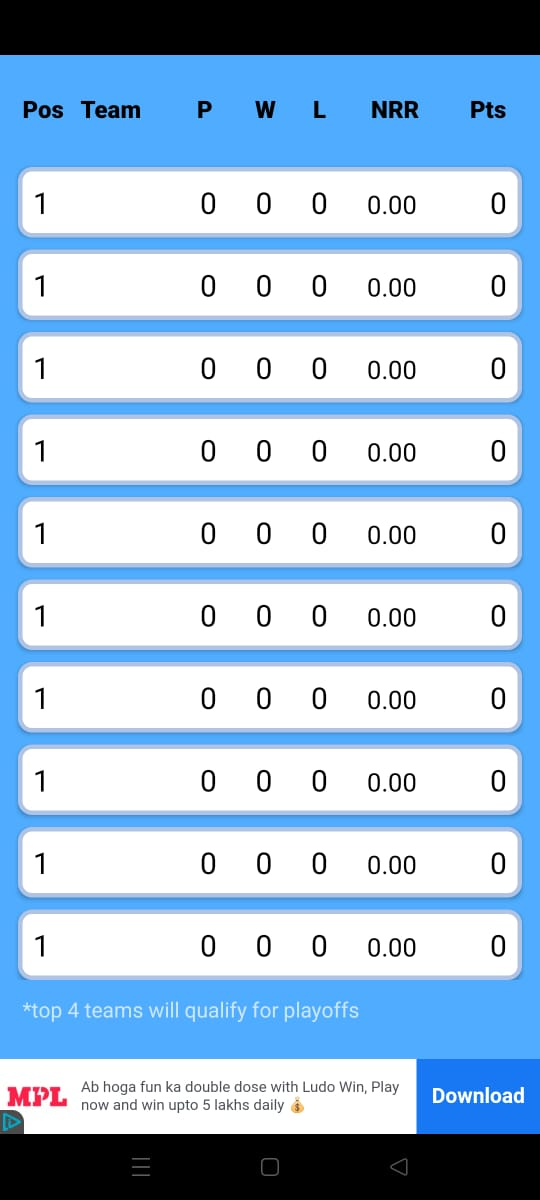 Pos Team P W L NRR Pts
1 0 0 0 0.00 0
1 0 0 0 0.00 0
1 0 0 0 0.00 0
1 0 0 0 0.00 0
1 0 0 0 0.00 0
1 0 0 0 0.00 0
1 0 0 0 0.00 0
1 0 0 0 0.00 0
1 0 0 0 0.00 0
1 0 0 0 0.00 0
*top 4 teams will qualify for playoffs
MPL
Ab hoga fun ka double dose with Ludo Win, Play
now and win upto 5 lakhs daily 💰
Download